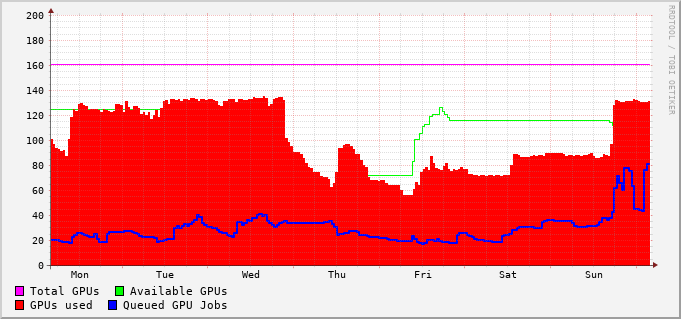 200
180
160
140
120
100
80
60
40
20
0
Mon Tue Wed Thu Fri Sat Sun
Total GPUs Available GPUs
GPUs used Queued GPU Jobs
RRDTOOL / TOBI OETIKER